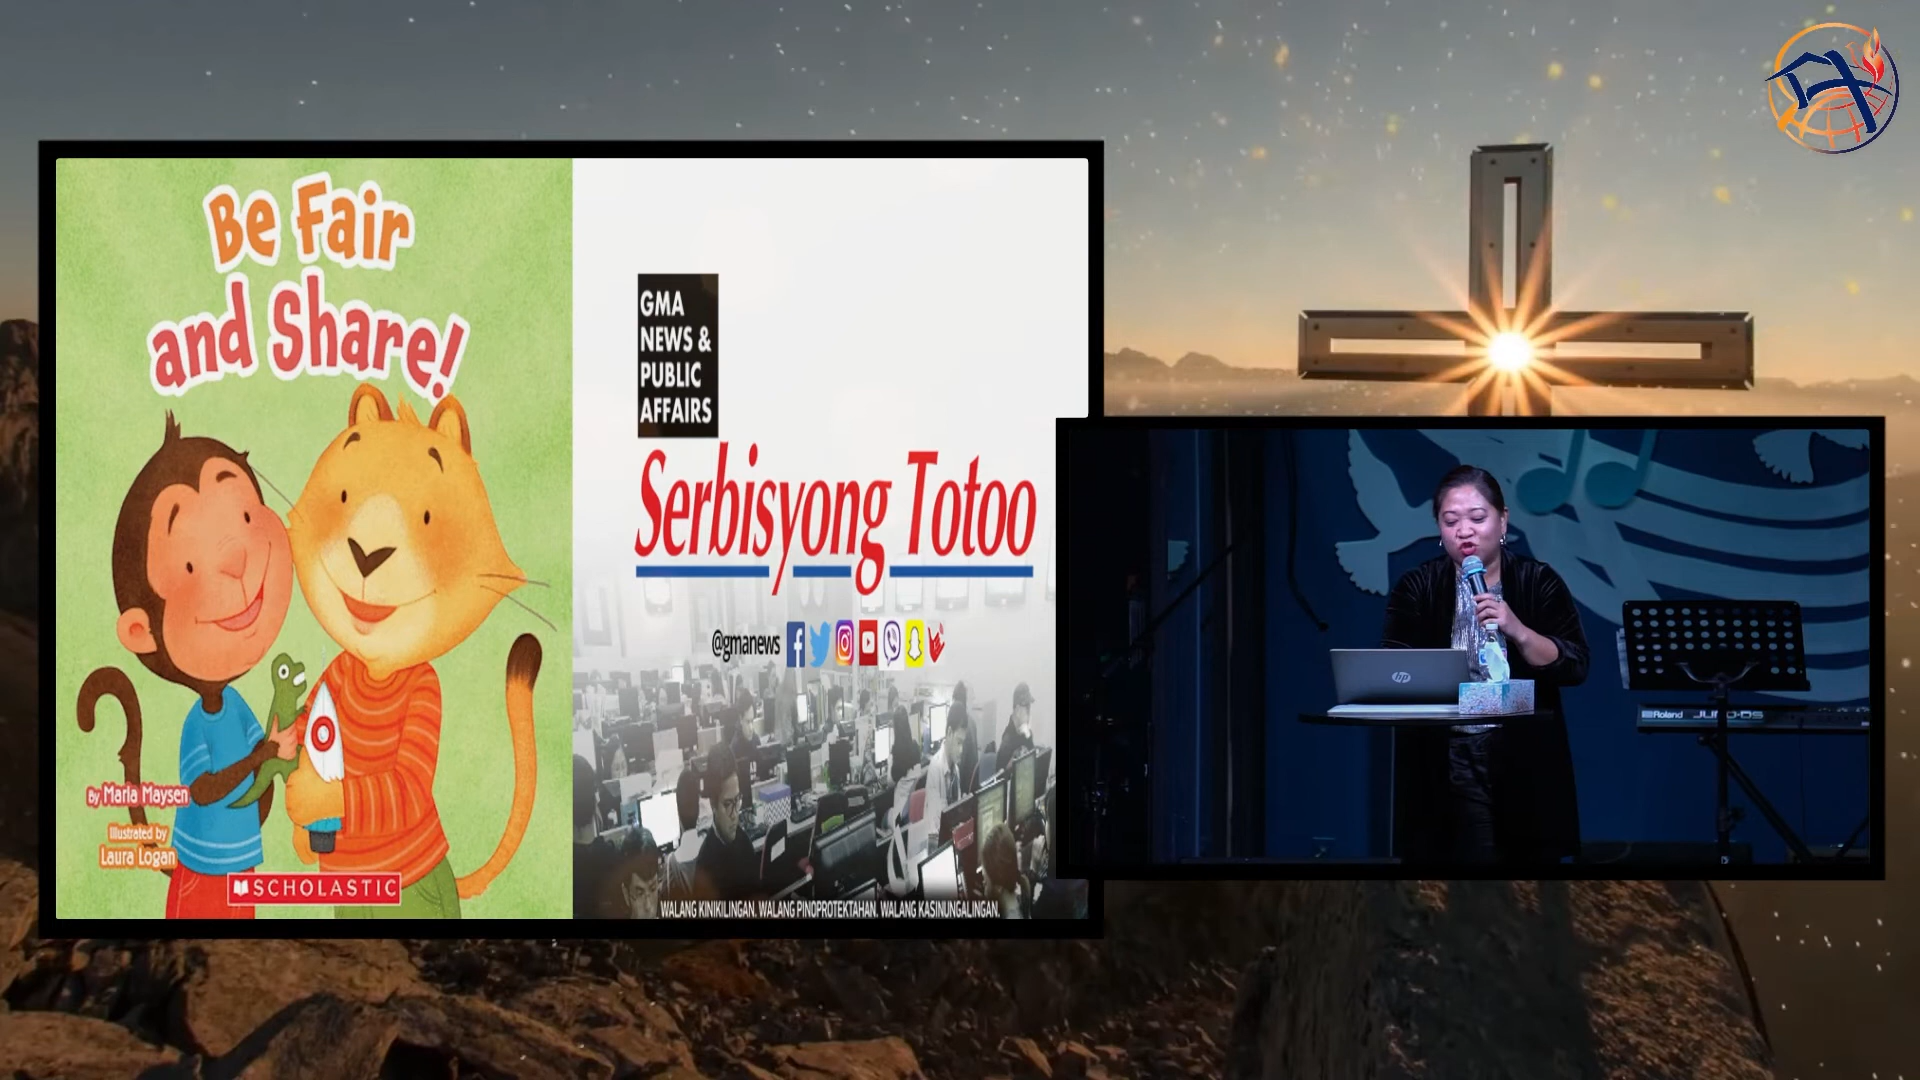 Be Fair
and Share!
By Maria Maysen
Illustrated by
Laura Logan
SCHOLASTIC
GMA
NEWS &
PUBLIC
AFFAIRS
Serbisyong Totoo
@gmanews
WALANG KINIKILINGAN. WALANG PINOPROTEKTAHAN. WALANG KASINUNGALINGAN.
hp
Roland JUNO-DS